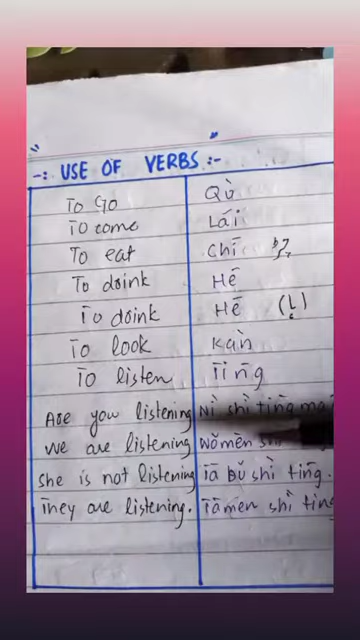 -: USE OF VERBS :-
To Go Qù
To come Lái
To eat Chī
To drink Hē
To drink Hē (!)
To look Kàn
To listen Tīng
Are you listening Nǐ shì tīng ma
We are listening Wǒmēn
She is not listening Tā Bù shì tīng.
They are listening. Tāmen shì tīng